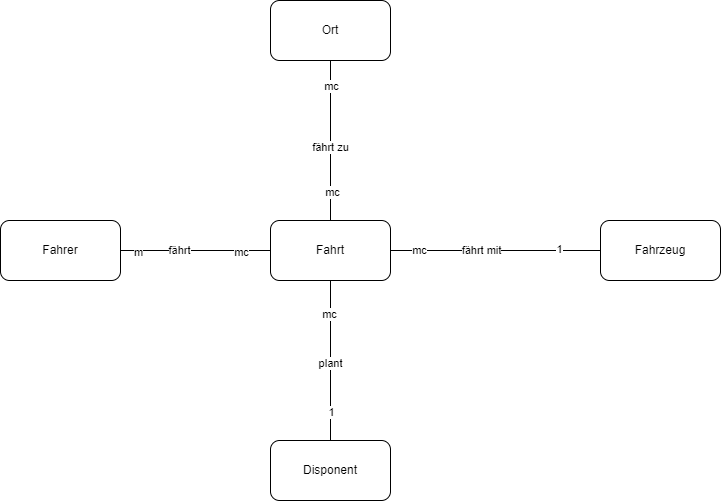 Ort
mc
fährt zu
mc
Fahrer
m
fährt
mc
Fahrt
mc
fährt mit
1
Fahrzeug
mc
plant
1
Disponent